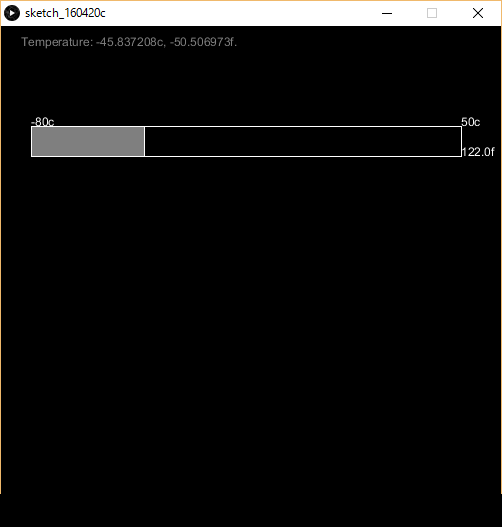 sketch_160420c
Temperature: -45.837208c, -50.506973f.
-80c
50c
122.0f